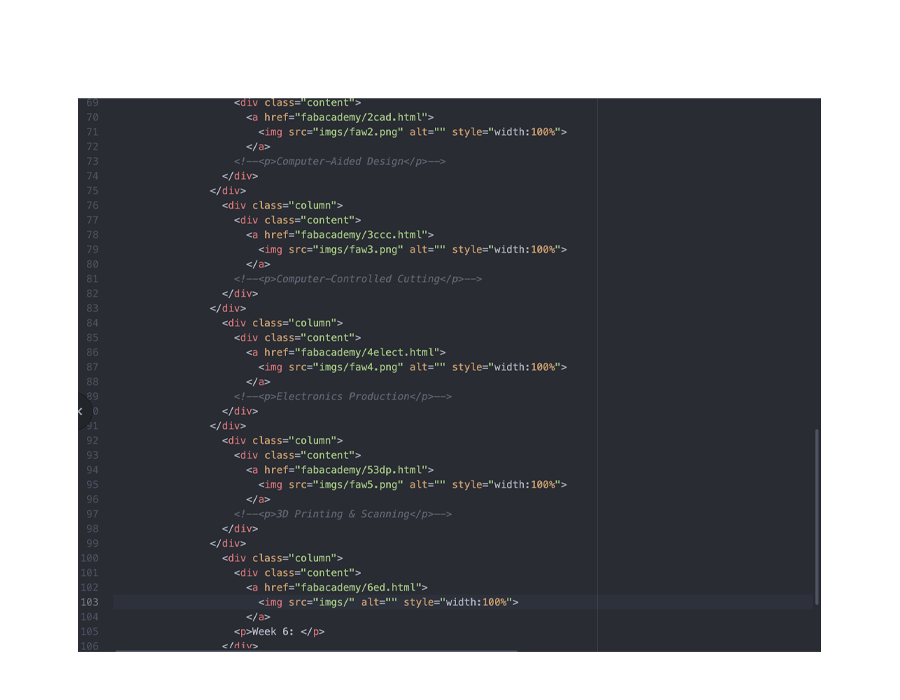 69 <div class="content">
70 <a href="fabacademy/2cad.html">
71 <img src="imgs/faw2.png" alt="" style="width:100%">
72 </a>
73 <!--<p>Computer-Aided Design</p>-->
74 </div>
75 </div>
76 <div class="column">
77 <div class="content">
78 <a href="fabacademy/3ccc.html">
79 <img src="imgs/faw3.png" alt="" style="width:100%">
80 </a>
81 <!--<p>Computer-Controlled Cutting</p>-->
82 </div>
83 </div>
84 <div class="column">
85 <div class="content">
86 <a href="fabacademy/4elect.html">
87 <img src="imgs/faw4.png" alt="" style="width:100%">
88 </a>
89 <!--<p>Electronics Production</p>-->
0 </div>
91 </div>
92 <div class="column">
93 <div class="content">
94 <a href="fabacademy/53dp.html">
95 <img src="imgs/faw5.png" alt="" style="width:100%">
96 </a>
97 <!--<p>3D Printing & Scanning</p>-->
98 </div>
99 </div>
100 <div class="column">
101 <div class="content">
102 <a href="fabacademy/6ed.html">
103 <img src="imgs/" alt="" style="width:100%">
104 </a>
105 <p>Week 6: </p>
106 </div>